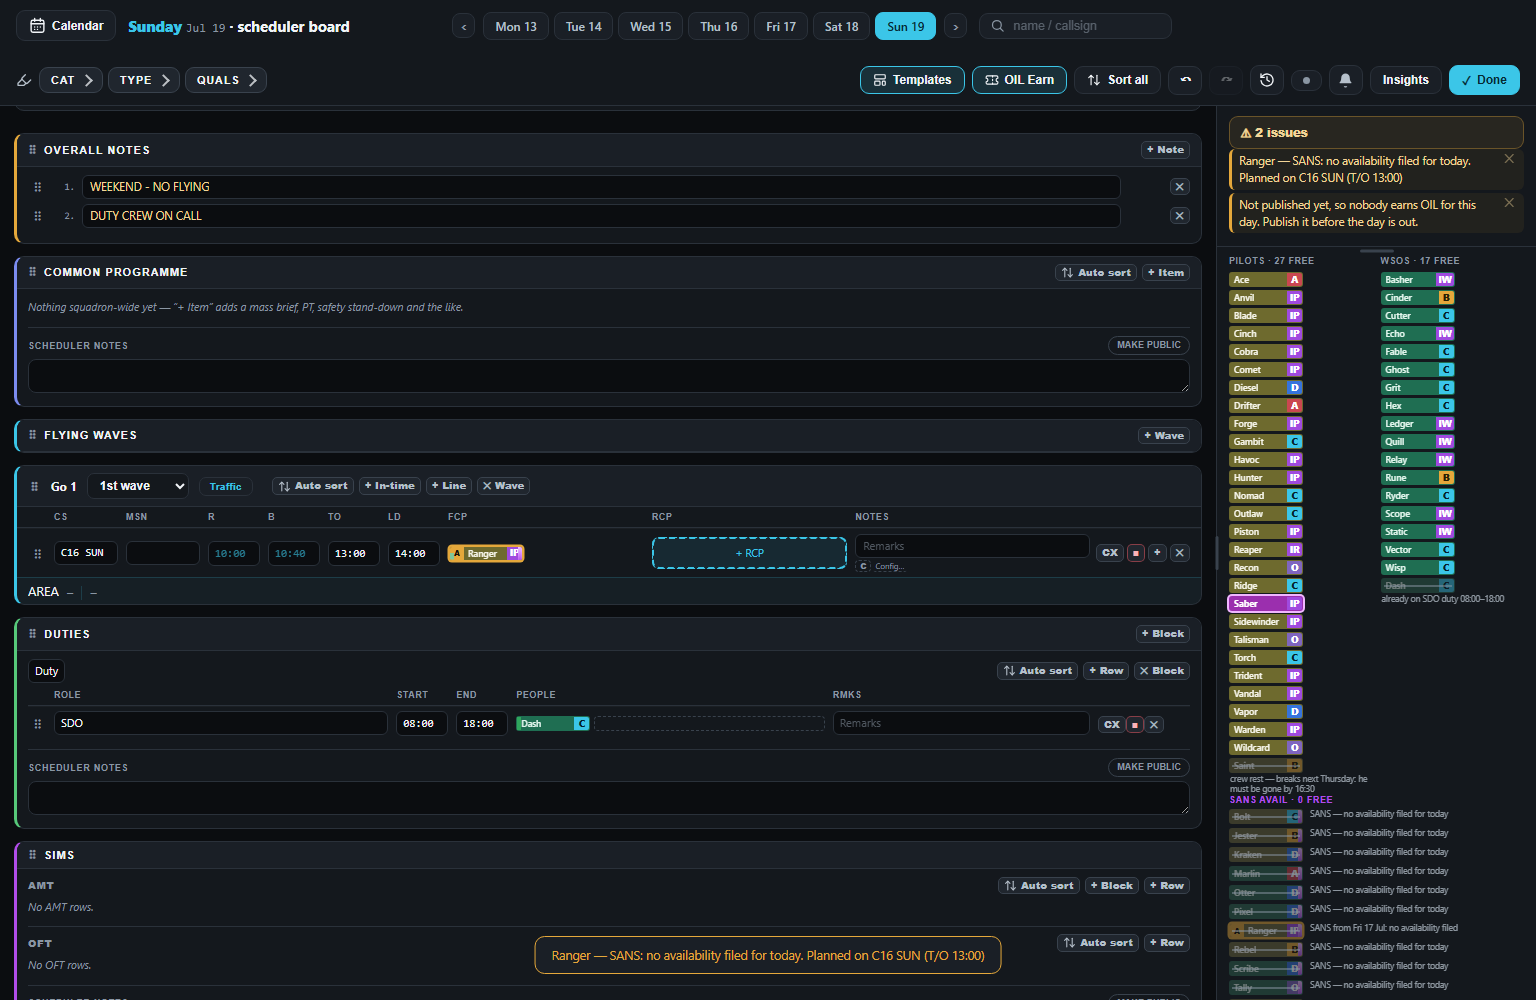 Calendar
Sunday Jul 19 · scheduler board
Mon 13
Tue 14
Wed 15
Thu 16
Fri 17
Sat 18
Sun 19
name / callsign
CAT
TYPE
QUALS
Templates
OIL Earn
Sort all
Insights
✓ Done
OVERALL NOTES
+ Note
1. WEEKEND - NO FLYING
2. DUTY CREW ON CALL
COMMON PROGRAMME
Auto sort
+ Item
Nothing squadron-wide yet — "+ Item" adds a mass brief, PT, safety stand-down and the like.
SCHEDULER NOTES
MAKE PUBLIC
FLYING WAVES
+ Wave
Go 1
1st wave
Traffic
Auto sort
+ In-time
+ Line
✕ Wave
CS MSN R B TO LD FCP RCP NOTES
C16 SUN
10:00
10:40
13:00
14:00
A Ranger IP
+ RCP
Remarks
CX
+
✕
C Config...
AREA – –
DUTIES
+ Block
Duty
Auto sort
+ Row
✕ Block
ROLE START END PEOPLE RMKS
SDO
08:00
18:00
Dash C
Remarks
CX
✕
SCHEDULER NOTES
MAKE PUBLIC
SIMS
AMT
Auto sort
+ Block
+ Row
No AMT rows.
OFT
Auto sort
+ Row
No OFT rows.
Ranger — SANS: no availability filed for today. Planned on C16 SUN (T/O 13:00)
⚠ 2 issues
Ranger — SANS: no availability filed for today.
Planned on C16 SUN (T/O 13:00)
Not published yet, so nobody earns OIL for this
day. Publish it before the day is out.
PILOTS · 27 FREE
Ace A
Anvil IP
Blade IP
Cinch IP
Cobra IP
Comet IP
Diesel D
Drifter A
Forge IP
Gambit C
Havoc IP
Hunter IP
Nomad C
Outlaw C
Piston IP
Reaper IR
Recon O
Ridge C
Saber IP
Sidewinder IP
Talisman O
Torch C
Trident IP
Vandal IP
Vapor D
Warden IP
Wildcard O
Saint B
crew rest — breaks next Thursday: he
must be gone by 16:30
WSOS · 17 FREE
Basher IW
Cinder B
Cutter C
Echo IW
Fable C
Ghost C
Grit C
Hex C
Ledger IW
Quill IW
Relay IW
Rune B
Ryder C
Scope IW
Static IW
Vector C
Wisp C
Dash C
already on SDO duty 08:00–18:00
SANS AVAIL · 0 FREE
Bolt C SANS — no availability filed for today
Jester B SANS — no availability filed for today
Kraken D SANS — no availability filed for today
Marlin A SANS — no availability filed for today
Otter D SANS — no availability filed for today
Pixel D SANS — no availability filed for today
A Ranger IP SANS from Fri 17 Jul: no availability filed
Rebel B SANS — no availability filed for today
Scribe D SANS — no availability filed for today
Tally O SANS — no availability filed for today